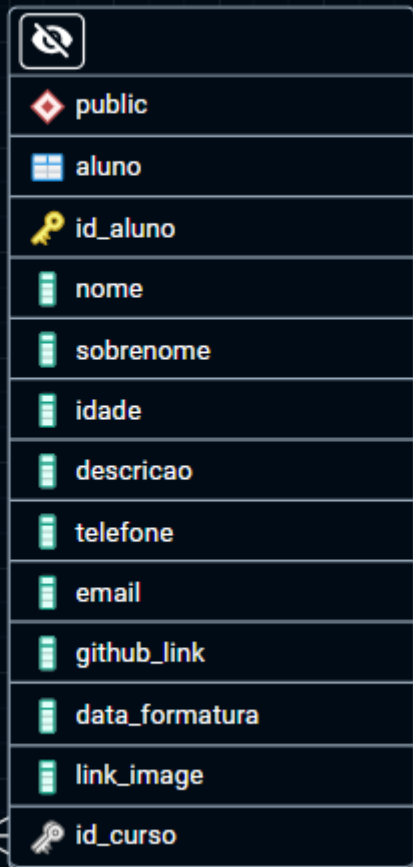 public
aluno
id_aluno
nome
sobrenome
idade
descricao
telefone
email
github_link
data_formatura
link_image
id_curso